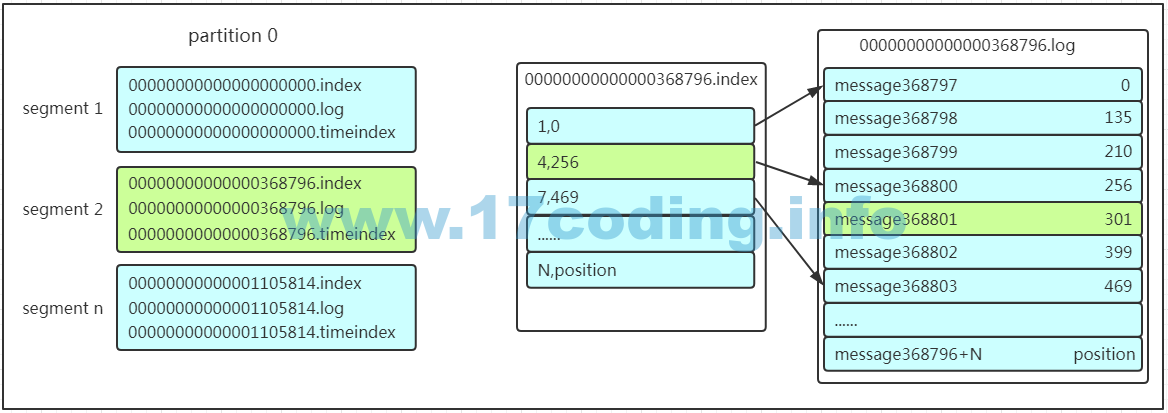 partition 0
segment 1
00000000000000000000.index
00000000000000000000.log
00000000000000000000.timeindex
segment 2
00000000000000368796.index
00000000000000368796.log
00000000000000368796.timeindex
segment n
00000000000001105814.index
00000000000001105814.log
00000000000001105814.timeindex
00000000000000368796.index
1,0
4,256
7,469
......
N,position
00000000000000368796.log
message368797 0
message368798 135
message368799 210
message368800 256
message368801 301
message368802 399
message368803 469
......
message368796+N position
www.17coding.info